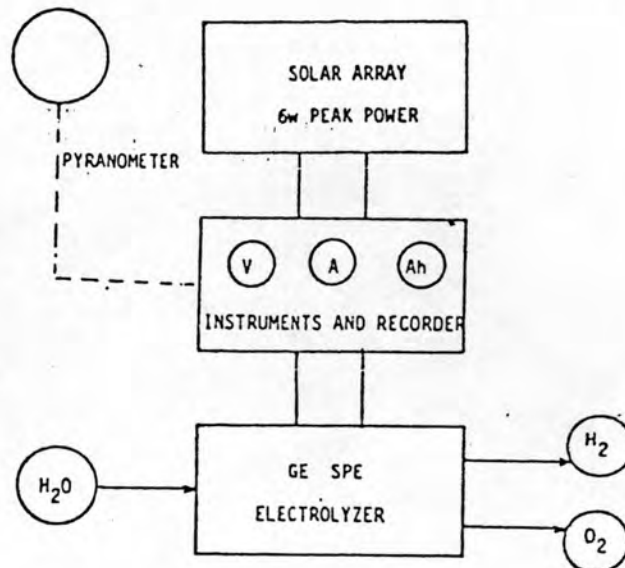 SOLAR ARRAY
6w PEAK POWER
PYRANOMETER
V
A
Ah
INSTRUMENTS AND RECORDER
H2O
GE SPE
ELECTROLYZER
H2
O2